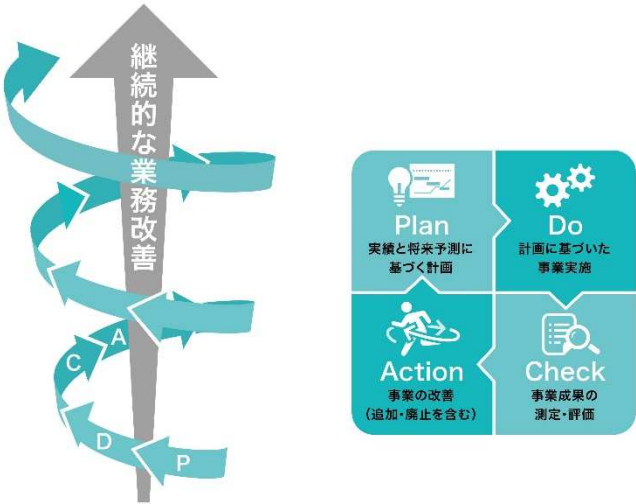 継続的な業務改善
A
C
D
P
Plan
実績と将来予測に
基づく計画
Do
計画に基づいた
事業実施
Action
事業の改善
（追加・廃止を含む）
Check
事業成果の
測定・評価